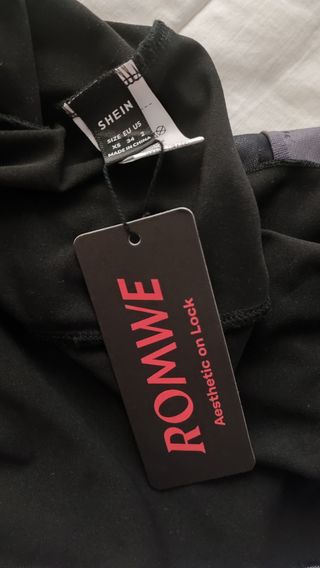 SHEIN
SIZE EU US
XS 34 2
MADE IN CHINA
ROMWE
Aesthetic on Lock